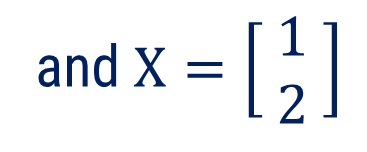 and X = [1
2]